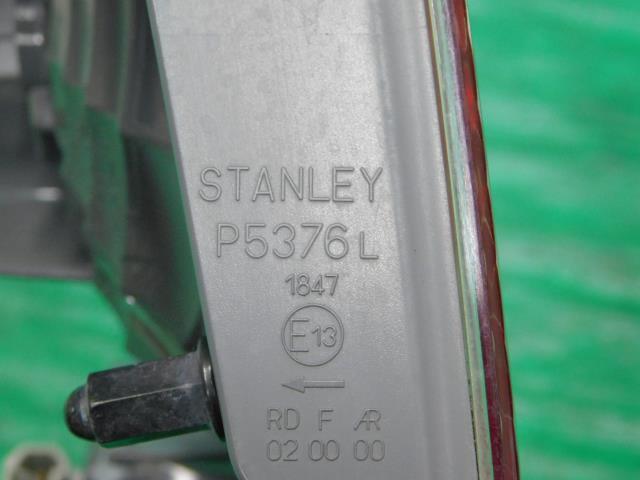 STANLEY
P5376L
1847
E13
←
RD F AR
02 00 00